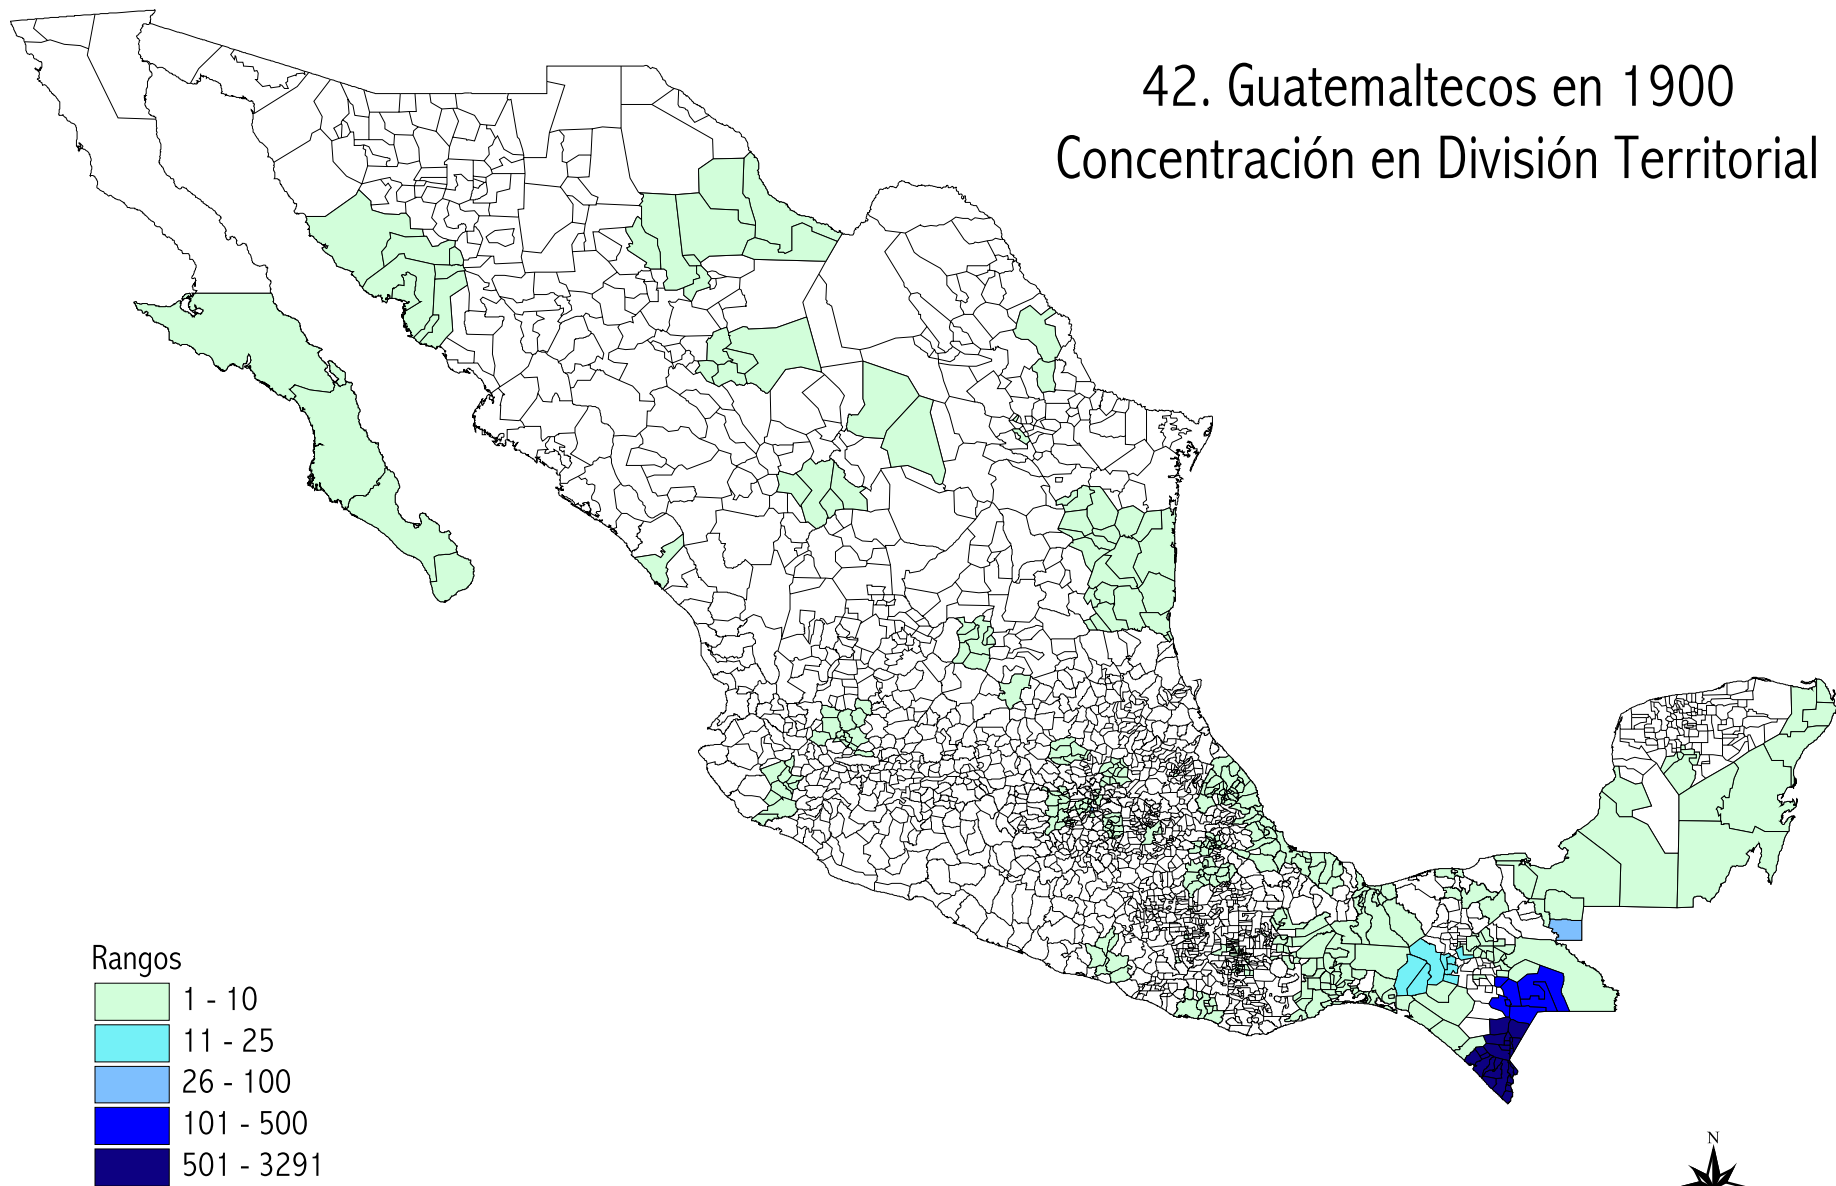 42. Guatemaltecos en 1900
Concentración en División Territorial
Rangos
1 - 10
11 - 25
26 - 100
101 - 500
501 - 3291
N